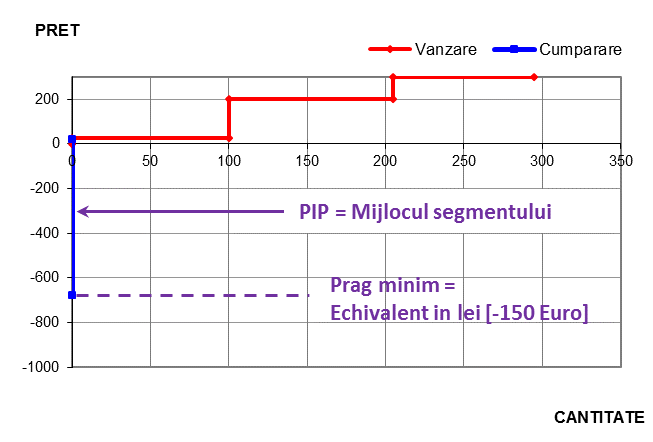 PRET
Vanzare
Cumparare
200
0
0
50
100
150
200
250
300
350
-200
PIP = Mijlocul segmentului
-400
-600
Prag minim =
Echivalent in lei [-150 Euro]
-800
-1000
CANTITATE